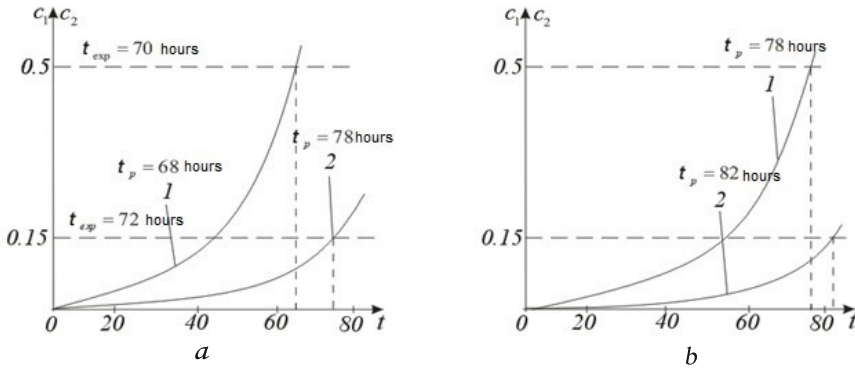 c₁ c₂
t exp = 70 hours
0.5
t p = 78 hours
2
t p = 68 hours
1
t exp = 72 hours
0.15
0 20 40 60 80 t
a
c₁ c₂
t p = 78 hours
0.5
1
t p = 82 hours
2
0.15
0 20 40 60 80 t
b